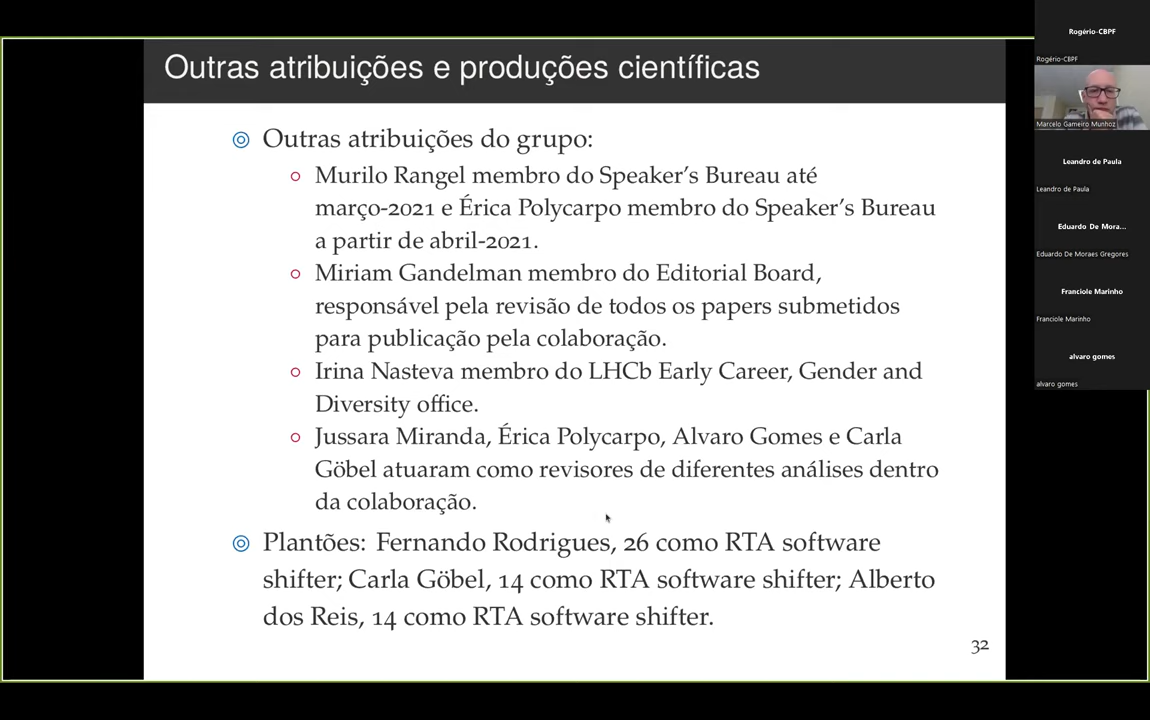 Outras atribuições e produções científicas
Outras atribuições do grupo:
Murilo Rangel membro do Speaker's Bureau até
março-2021 e Érica Polycarpo membro do Speaker's Bureau
a partir de abril-2021.
Miriam Gandelman membro do Editorial Board,
responsável pela revisão de todos os papers submetidos
para publicação pela colaboração.
Irina Nasteva membro do LHCb Early Career, Gender and
Diversity office.
Jussara Miranda, Érica Polycarpo, Alvaro Gomes e Carla
Göbel atuaram como revisores de diferentes análises dentro
da colaboração.
Plantões: Fernando Rodrigues, 26 como RTA software
shifter; Carla Göbel, 14 como RTA software shifter; Alberto
dos Reis, 14 como RTA software shifter.
32
Rogério-CBPF
Rogério-CBPF
Marcelo Gameiro Munhoz
Leandro de Paula
Leandro de Paula
Eduardo De Mora...
Eduardo De Moraes Gregores
Franciole Marinho
Franciole Marinho
alvaro gomes
alvaro gomes